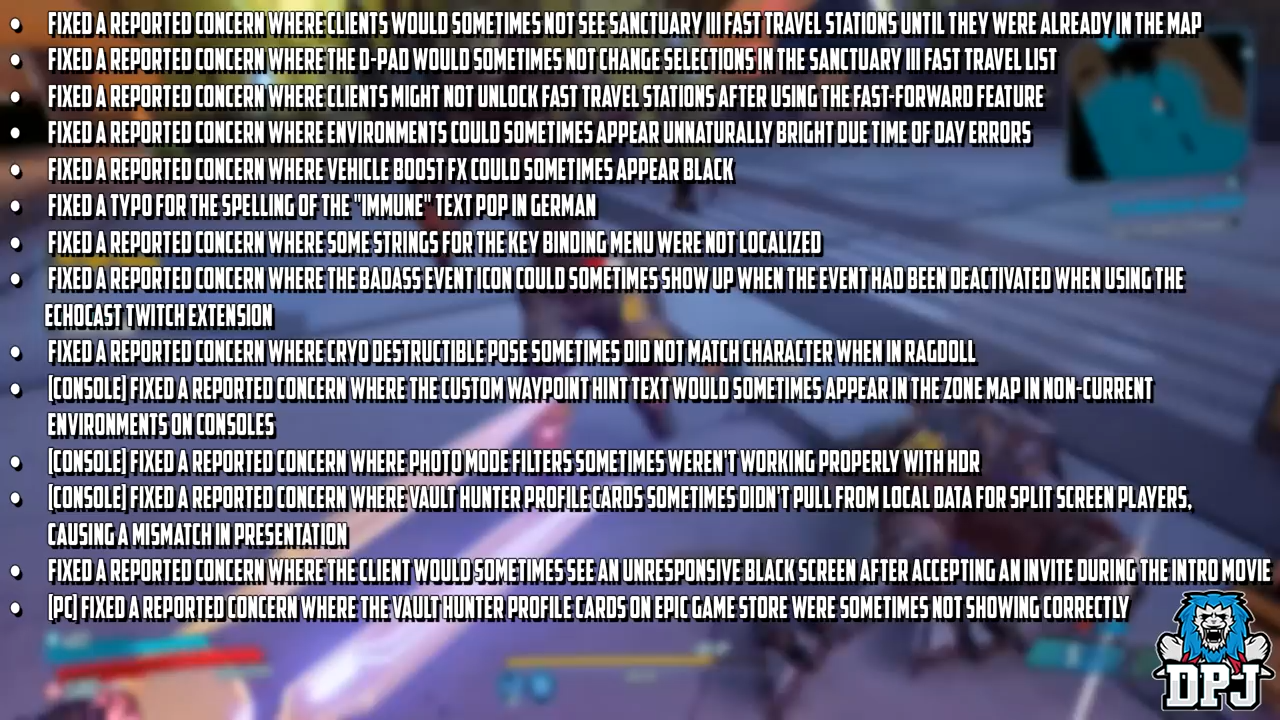 • FIXED A REPORTED CONCERN WHERE CLIENTS WOULD SOMETIMES NOT SEE SANCTUARY III FAST TRAVEL STATIONS UNTIL THEY WERE ALREADY IN THE MAP
• FIXED A REPORTED CONCERN WHERE THE D-PAD WOULD SOMETIMES NOT CHANGE SELECTIONS IN THE SANCTUARY III FAST TRAVEL LIST
• FIXED A REPORTED CONCERN WHERE CLIENTS MIGHT NOT UNLOCK FAST TRAVEL STATIONS AFTER USING THE FAST-FORWARD FEATURE
• FIXED A REPORTED CONCERN WHERE ENVIRONMENTS COULD SOMETIMES APPEAR UNNATURALLY BRIGHT DUE TIME OF DAY ERRORS
• FIXED A REPORTED CONCERN WHERE VEHICLE BOOST FX COULD SOMETIMES APPEAR BLACK
• FIXED A TYPO FOR THE SPELLING OF THE "IMMUNE" TEXT POP IN GERMAN
• FIXED A REPORTED CONCERN WHERE SOME STRINGS FOR THE KEY BINDING MENU WERE NOT LOCALIZED
• FIXED A REPORTED CONCERN WHERE THE BADASS EVENT ICON COULD SOMETIMES SHOW UP WHEN THE EVENT HAD BEEN DEACTIVATED WHEN USING THE
ECHOCAST TWITCH EXTENSION
• FIXED A REPORTED CONCERN WHERE CRYO DESTRUCTIBLE POSE SOMETIMES DID NOT MATCH CHARACTER WHEN IN RAGDOLL
• [CONSOLE] FIXED A REPORTED CONCERN WHERE THE CUSTOM WAYPOINT HINT TEXT WOULD SOMETIMES APPEAR IN THE ZONE MAP IN NON-CURRENT
ENVIRONMENTS ON CONSOLES
• [CONSOLE] FIXED A REPORTED CONCERN WHERE PHOTO MODE FILTERS SOMETIMES WEREN'T WORKING PROPERLY WITH HDR
• [CONSOLE] FIXED A REPORTED CONCERN WHERE VAULT HUNTER PROFILE CARDS SOMETIMES DIDN'T PULL FROM LOCAL DATA FOR SPLIT SCREEN PLAYERS,
CAUSING A MISMATCH IN PRESENTATION
• FIXED A REPORTED CONCERN WHERE THE CLIENT WOULD SOMETIMES SEE AN UNRESPONSIVE BLACK SCREEN AFTER ACCEPTING AN INVITE DURING THE INTRO MOVIE
• [PC] FIXED A REPORTED CONCERN WHERE THE VAULT HUNTER PROFILE CARDS ON EPIC GAME STORE WERE SOMETIMES NOT SHOWING CORRECTLY
DPJ